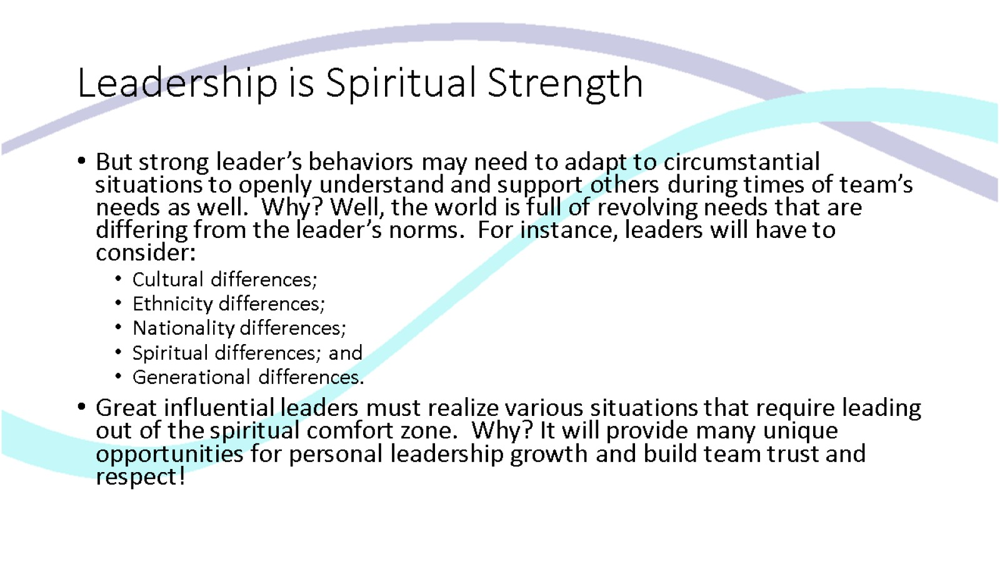 Leadership is Spiritual Strength
• But strong leader’s behaviors may need to adapt to circumstantial
situations to openly understand and support others during times of team’s
needs as well.  Why? Well, the world is full of revolving needs that are
differing from the leader’s norms.  For instance, leaders will have to
consider:
• Cultural differences;
• Ethnicity differences;
• Nationality differences;
• Spiritual differences; and
• Generational differences.
• Great influential leaders must realize various situations that require leading
out of the spiritual comfort zone.  Why? It will provide many unique
opportunities for personal leadership growth and build team trust and
respect!